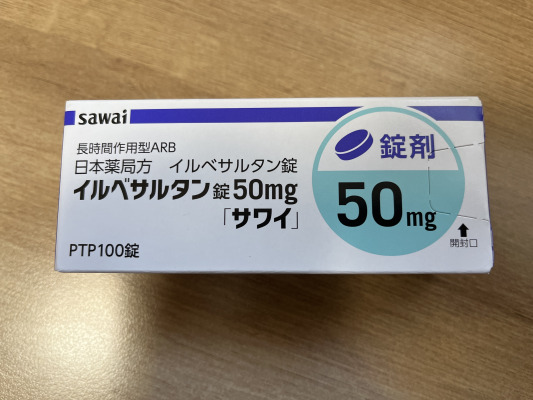 sawai
長時間作用型ARB
日本薬局方 イルベサルタン錠
イルベサルタン錠50mg
「サワイ」
PTP100錠
錠剤
50mg
開封口